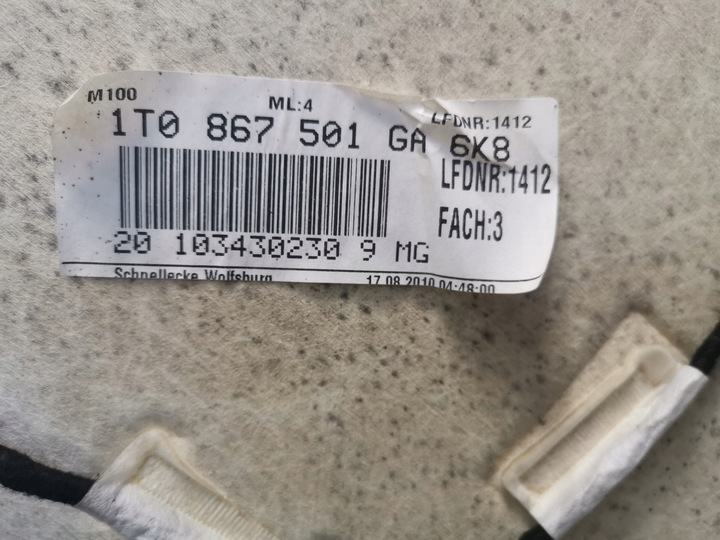 M100 ML:4 LFDNR:1412
1T0 867 501 GA 6K8
LFDNR:1412
FACH:3
20 103430230 9 MG
Schnellecke Wolfsburg 17.08.2010 04:48:00